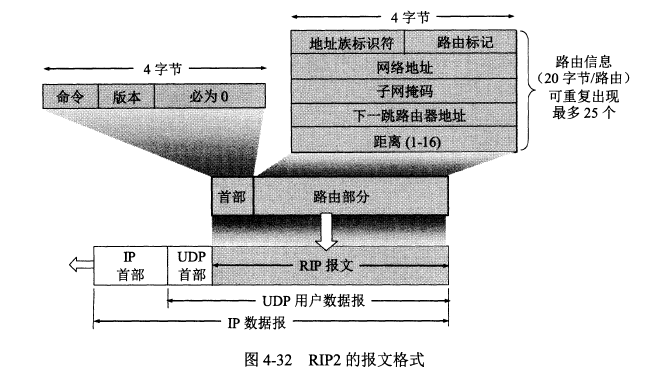 4字节
4字节
地址族标识符 路由标记
网络地址
子网掩码
下一跳路由器地址
距离 (1-16)
路由信息
(20字节/路由)
可重复出现
最多25个
命令 版本 必为0
首部 路由部分
IP
首部
UDP
首部
RIP 报文
UDP 用户数据报
IP 数据报
图 4-32 RIP2 的报文格式